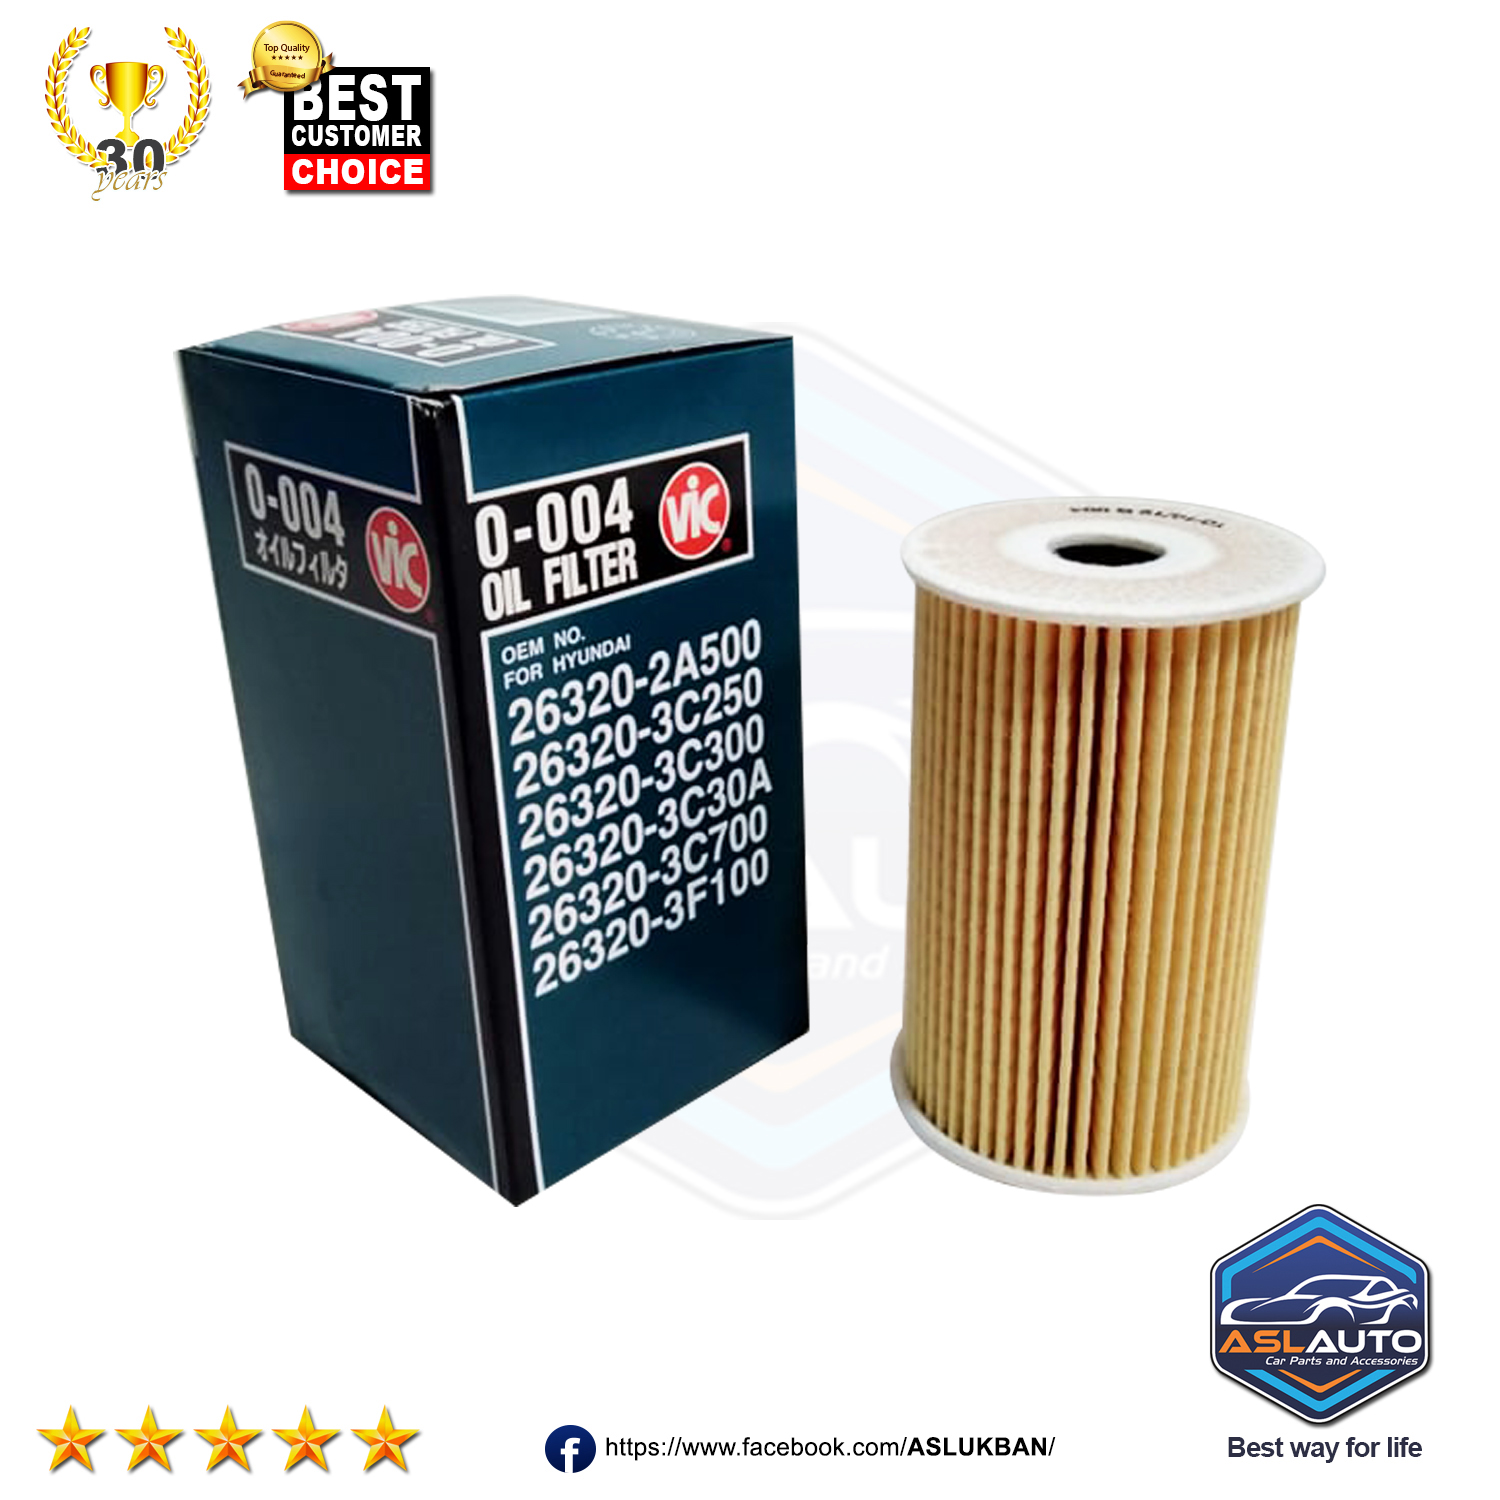 30
years
Top Quality
Guaranteed
BEST
CUSTOMER
CHOICE
O-004
O-004
オイルフィルタ
VIC
O-004
OIL FILTER
VIC
OEM NO.
FOR HYUNDAI
26320-2A500
26320-3C250
26320-3C300
26320-3C30A
26320-3C700
26320-3F100
and
ASLAUTO
Car Parts and Accessories
Best way for life
https://www.facebook.com/ASLUKBAN/